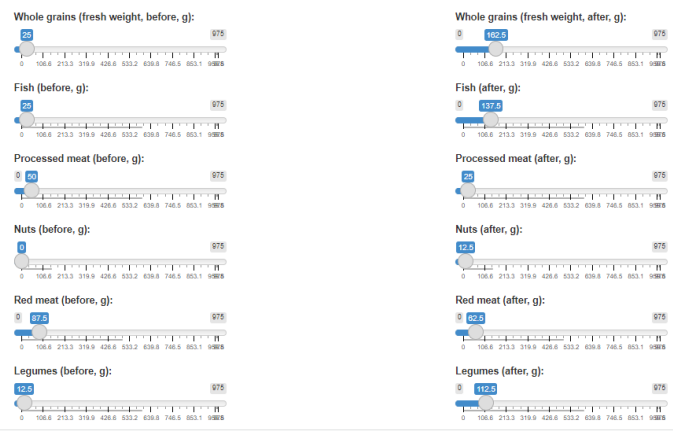 Whole grains (fresh weight, before, g): Whole grains (fresh weight, after, g):
25 975 0 162.5 975
0 106.6 213.3 319.9 426.6 533.2 639.8 746.5 853.1 0 106.6 213.3 319.9 426.6 533.2 639.8 746.5 853.1
Fish (before, g): Fish (after, g):
25 975 0 137.5 975
0 106.6 213.3 319.9 426.6 533.2 639.8 746.5 853.1 0 106.6 213.3 319.9 426.6 533.2 639.8 746.5 853.1
Processed meat (before, g): Processed meat (after, g):
0 50 975 25 975
0 106.6 213.3 319.9 426.6 533.2 639.8 746.5 853.1 0 106.6 213.3 319.9 426.6 533.2 639.8 746.5 853.1
Nuts (before, g): Nuts (after, g):
0 975 12.5 975
0 106.6 213.3 319.9 426.6 533.2 639.8 746.5 853.1 0 106.6 213.3 319.9 426.6 533.2 639.8 746.5 853.1
Red meat (before, g): Red meat (after, g):
0 87.5 975 0 62.5 975
0 106.6 213.3 319.9 426.6 533.2 639.8 746.5 853.1 0 106.6 213.3 319.9 426.6 533.2 639.8 746.5 853.1
Legumes (before, g): Legumes (after, g):
12.5 975 0 112.5 975
0 106.6 213.3 319.9 426.6 533.2 639.8 746.5 853.1 0 106.6 213.3 319.9 426.6 533.2 639.8 746.5 853.1